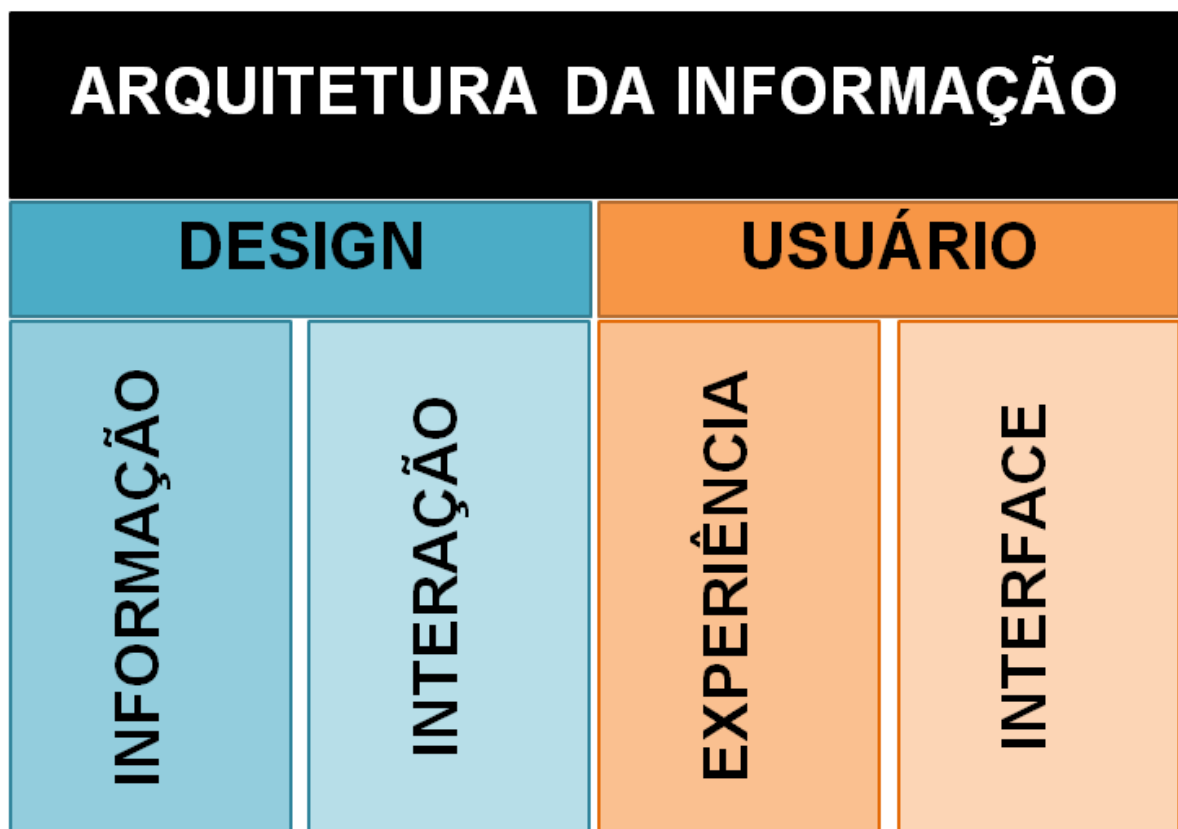 ARQUITETURA DA INFORMAÇÃO
DESIGN
USUÁRIO
INFORMAÇÃO
INTERAÇÃO
EXPERIÊNCIA
INTERFACE